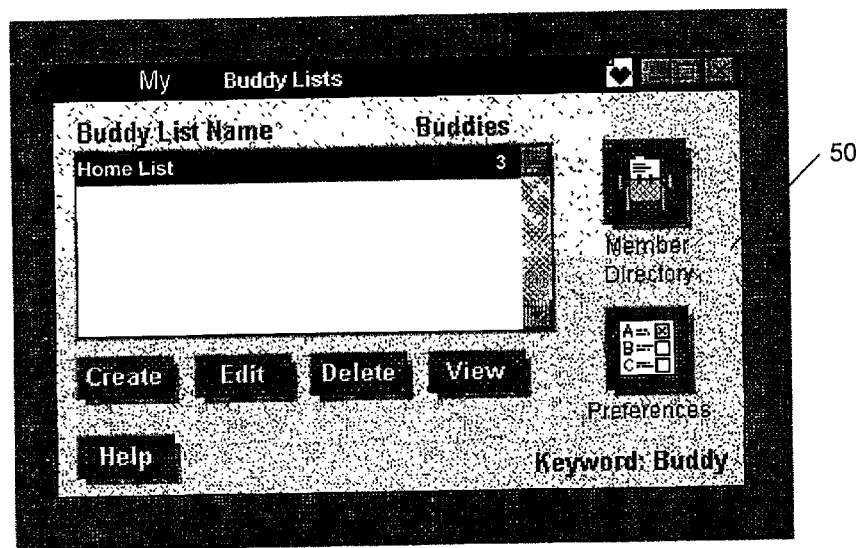 My Buddy Lists
Buddy List Name Buddies
Home List 3
50
Member
Directory
A
B
C
Create Edit Delete View
Preferences
Help
Keyword: Buddy